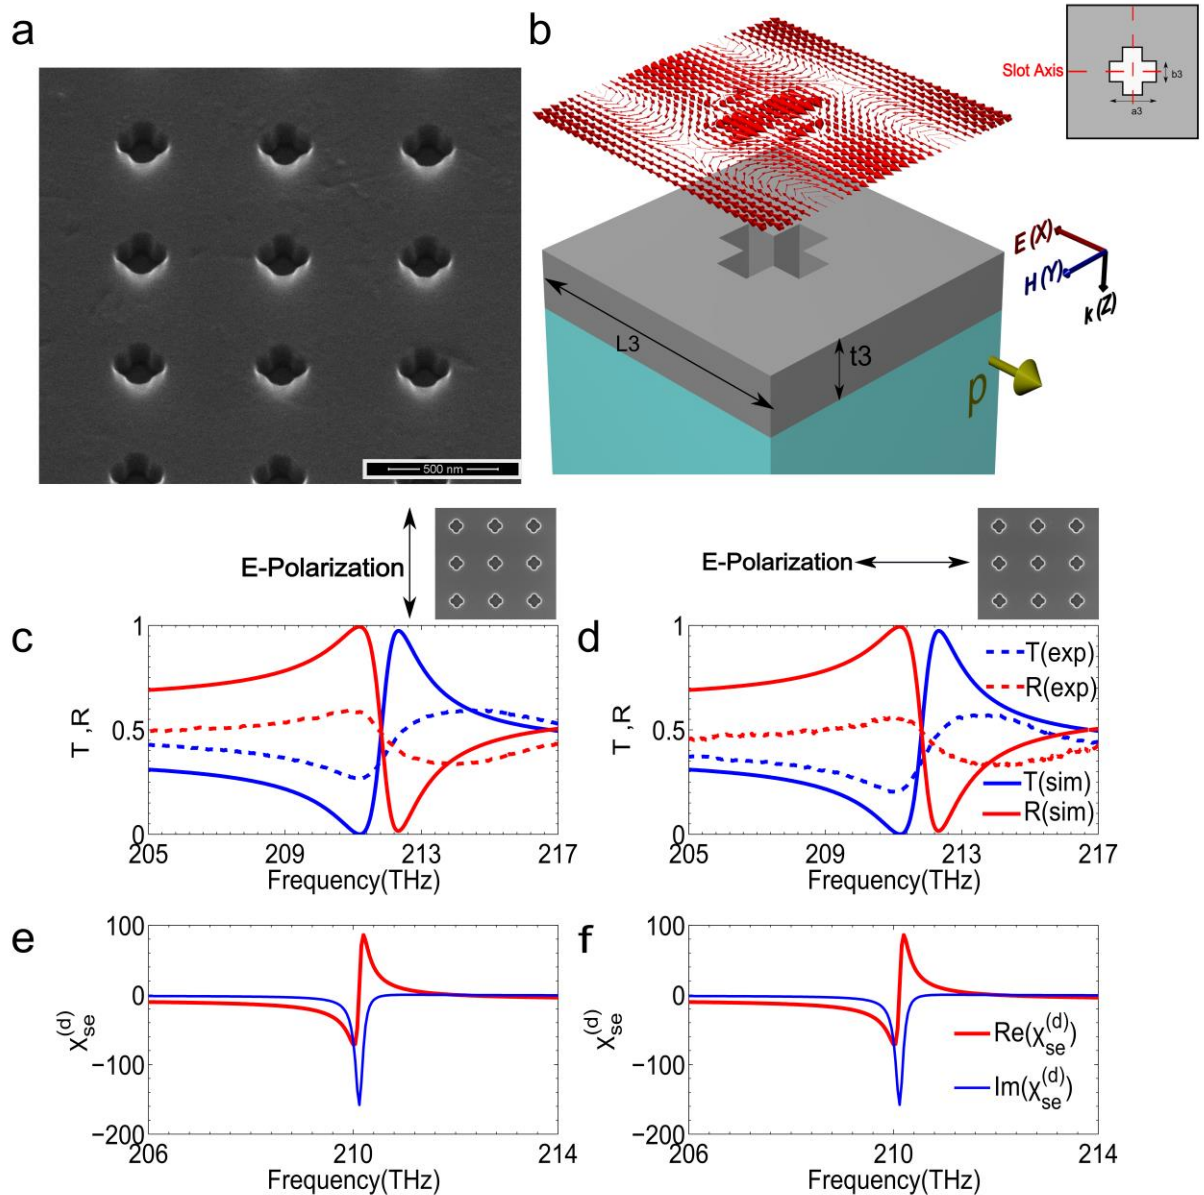 a
500 nm
b
Slot Axis
b3
a3
E(X)
H(Y)
K(Z)
L3
t3
p
E-Polarization
E-Polarization
c
T ,R
1
0.5
0
205
209
213
217
Frequency(THz)
d
T ,R
1
0.5
0
T(exp)
R(exp)
T(sim)
R(sim)
205
209
213
217
Frequency(THz)
e
χse(d)
100
0
−100
−200
206
210
214
Frequency(THz)
f
χse(d)
100
0
−100
−200
Re(χse(d))
Im(χse(d))
206
210
214
Frequency(THz)